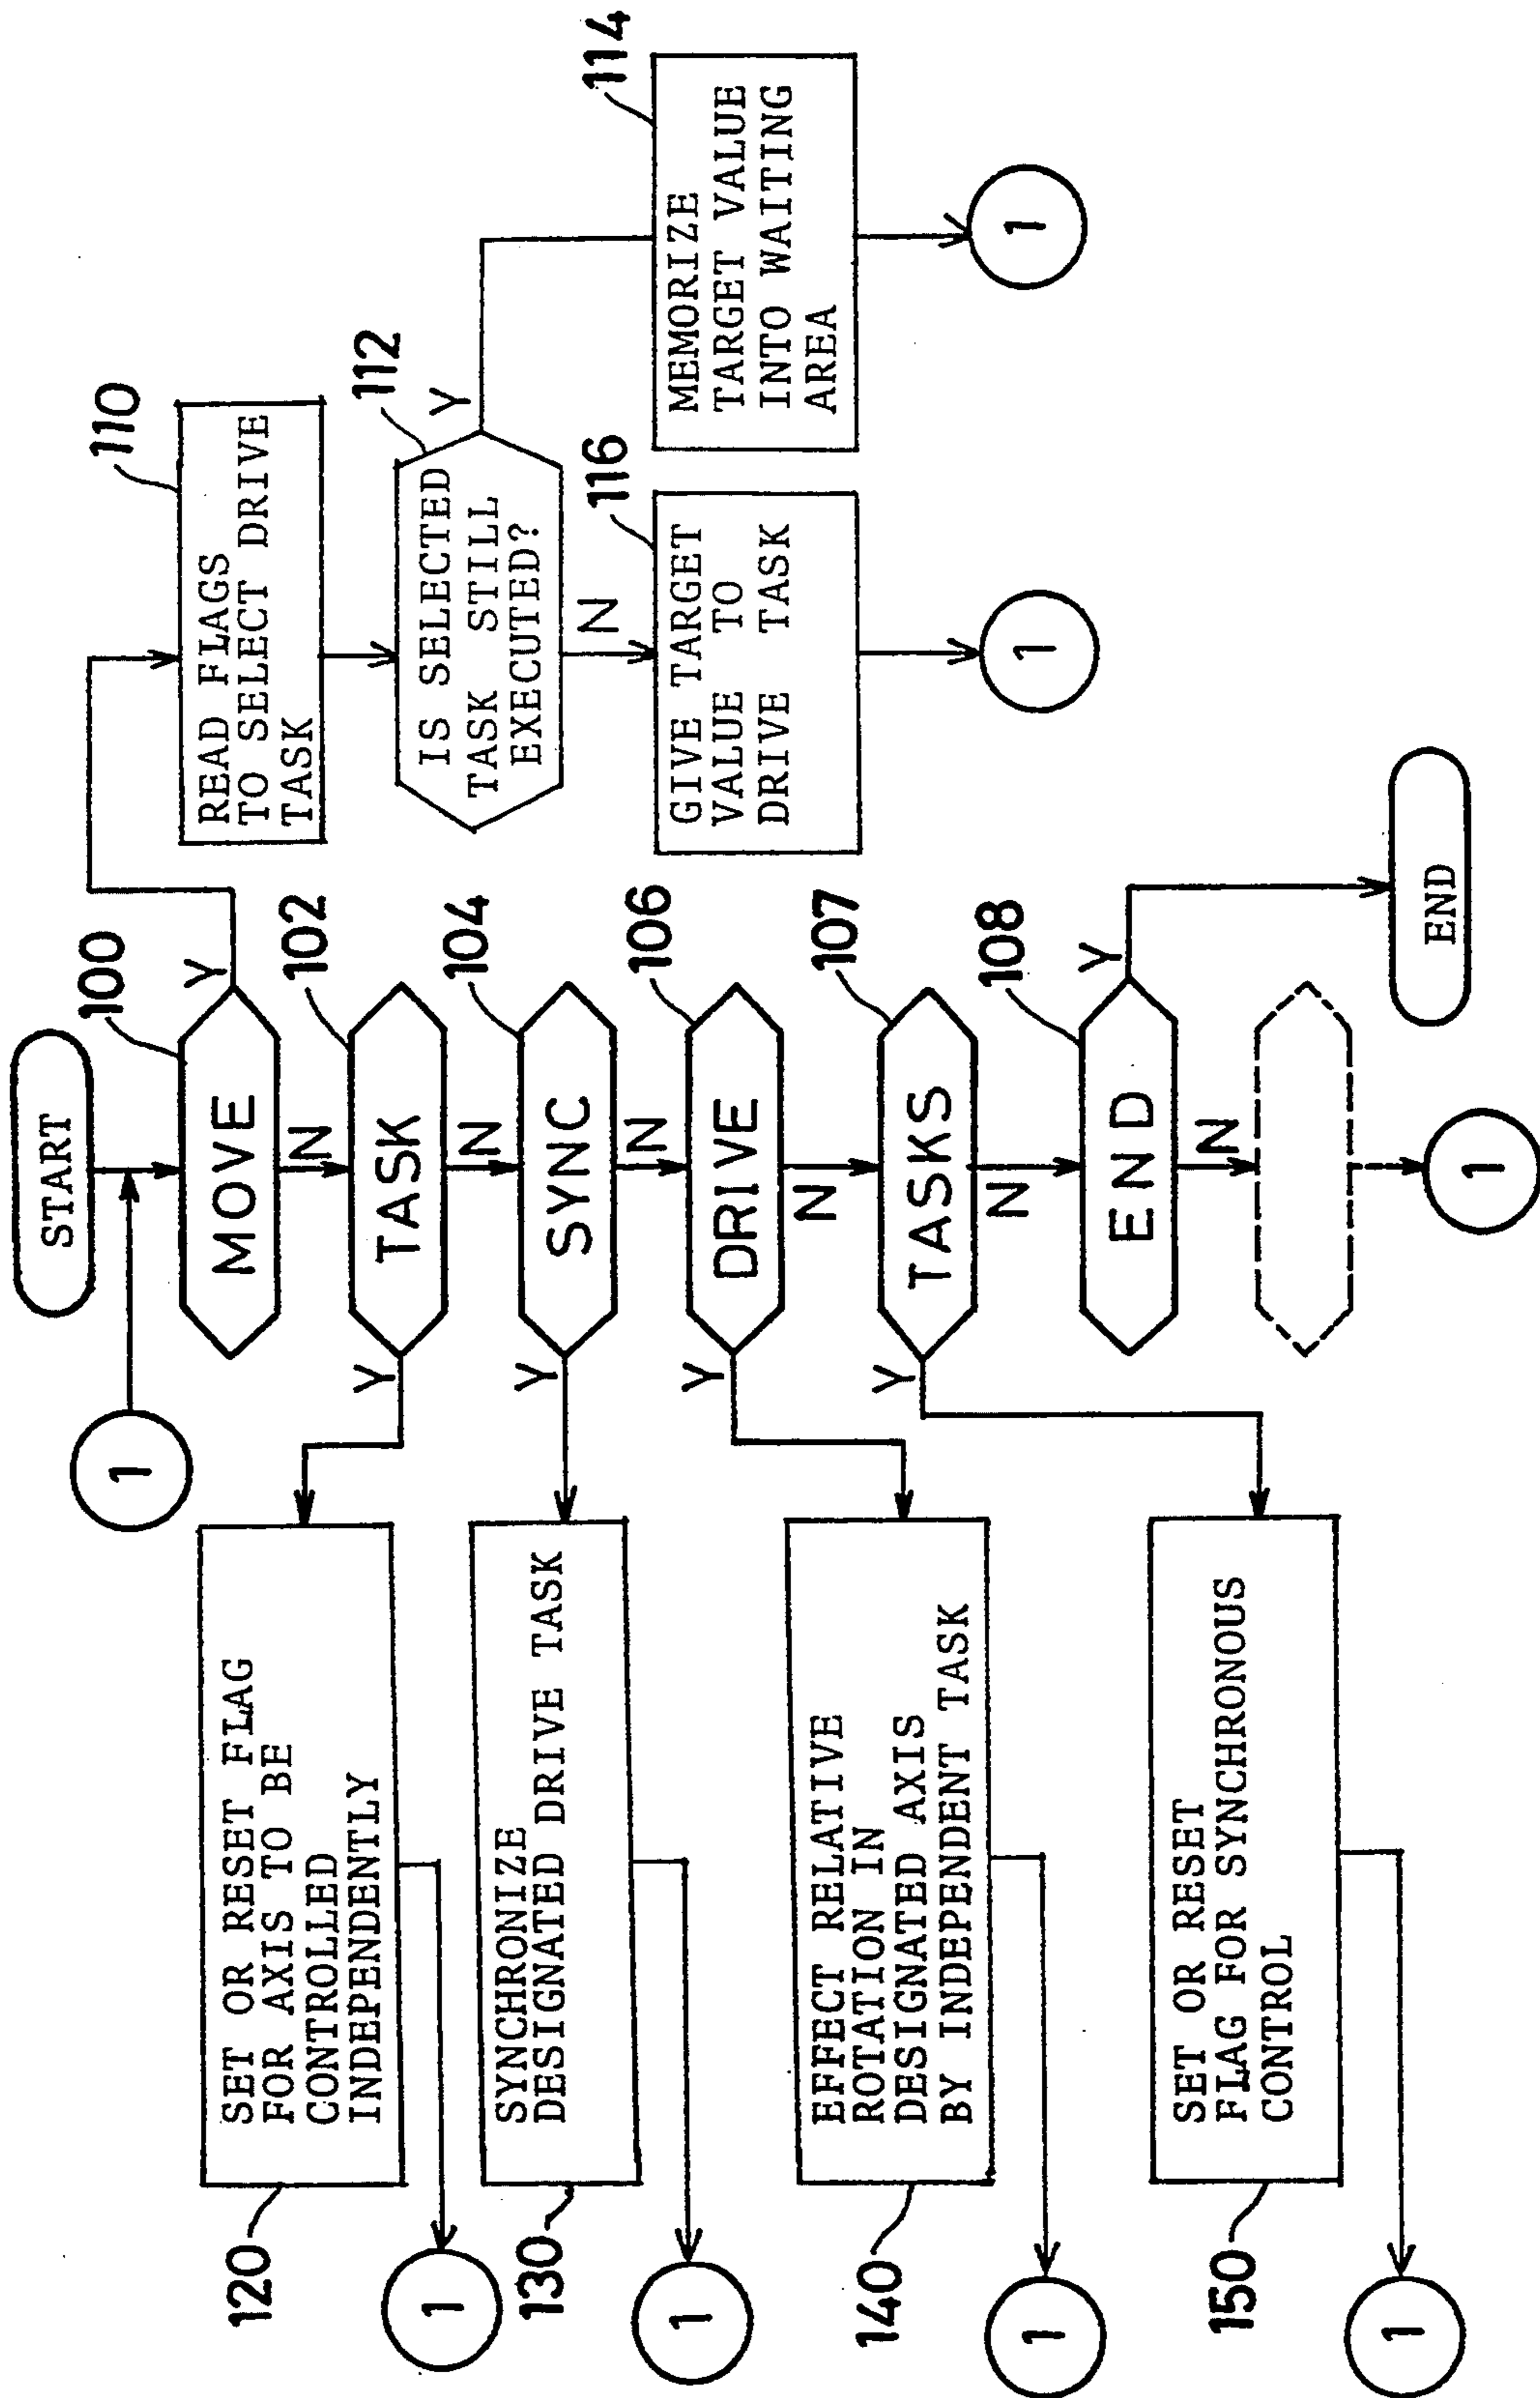 START
1
100
MOVE
Y
N
102
TASK
Y
N
104
SYNC
Y
N
106
DRIVE
Y
N
107
TASKS
Y
N
108
END
Y
N
END
1
110
READ FLAGS
TO SELECT DRIVE
TASK
112
IS SELECTED
TASK STILL
EXECUTED?
Y
N
114
MEMORIZE
TARGET VALUE
INTO WAITING
AREA
1
116
GIVE TARGET
VALUE TO
DRIVE TASK
1
SET OR RESET FLAG
FOR AXIS TO BE
CONTROLLED
INDEPENDENTLY
120
1
SYNCHRONIZE
DESIGNATED DRIVE TASK
130
1
EFFECT RELATIVE
ROTATION IN
DESIGNATED AXIS
BY INDEPENDENT TASK
140
1
SET OR RESET
FLAG FOR SYNCHRONOUS
CONTROL
150
1